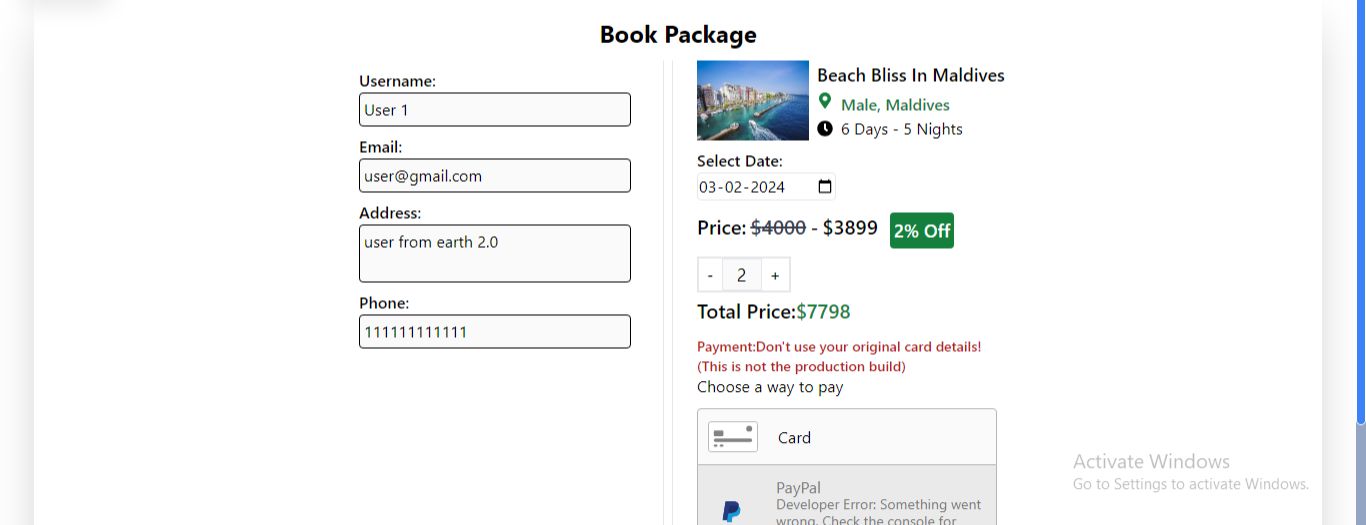 Book Package
Username:
User 1
Email:
user@gmail.com
Address:
user from earth 2.0
Phone:
111111111111
Beach Bliss In Maldives
Male, Maldives
6 Days - 5 Nights
Select Date:
03-02-2024
Price: $4000 - $3899 2% Off
- 2 +
Total Price:$7798
Payment:Don't use your original card details!
(This is not the production build)
Choose a way to pay
Card
PayPal
Developer Error: Something went
wrong. Check the console for
Activate Windows
Go to Settings to activate Windows.